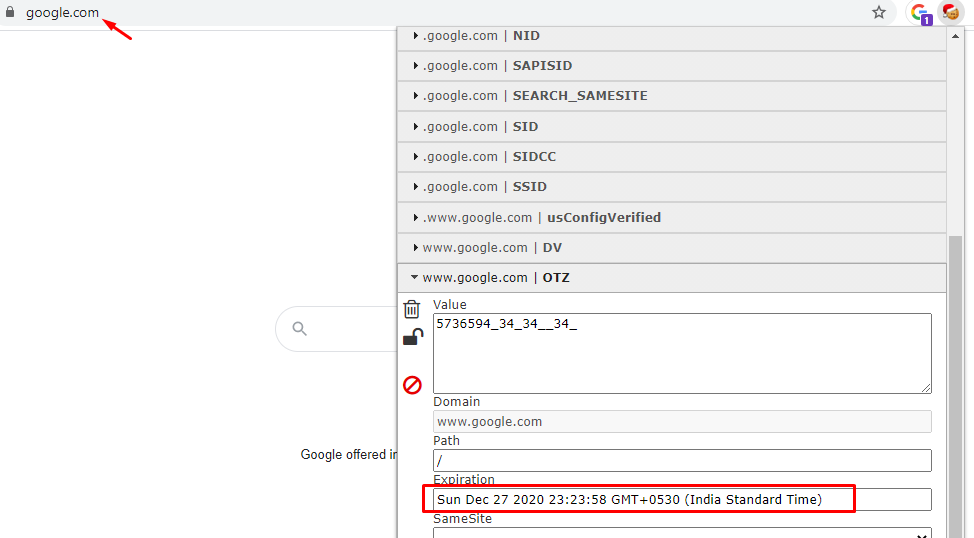 google.com
1
.google.com | NID
.google.com | SAPISID
.google.com | SEARCH_SAMESITE
.google.com | SID
.google.com | SIDCC
.google.com | SSID
.www.google.com | usConfigVerified
www.google.com | DV
www.google.com | OTZ
Value
5736594_34_34__34_
Domain
www.google.com
Path
/
Google offered in
Expiration
Sun Dec 27 2020 23:23:58 GMT+0530 (India Standard Time)
SameSite